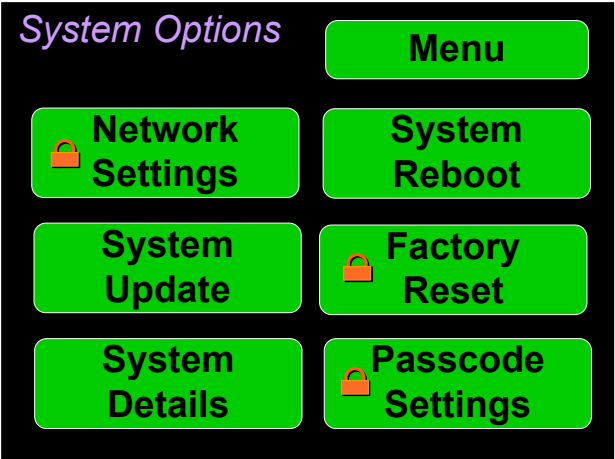 System Options
Menu
Network
Settings
System
Reboot
System
Update
Factory
Reset
System
Details
Passcode
Settings